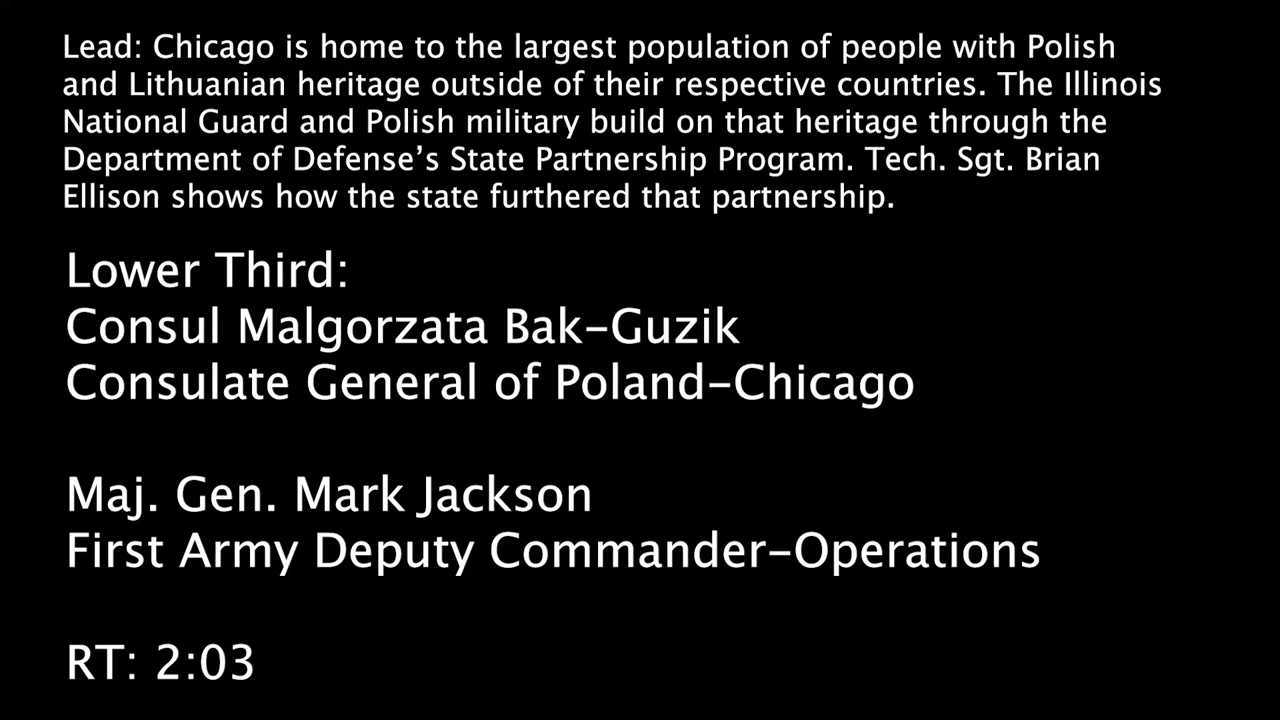 Lead: Chicago is home to the largest population of people with Polish
and Lithuanian heritage outside of their respective countries. The Illinois
National Guard and Polish military build on that heritage through the
Department of Defense’s State Partnership Program. Tech. Sgt. Brian
Ellison shows how the state furthered that partnership.
Lower Third:
Consul Malgorzata Bak-Guzik
Consulate General of Poland-Chicago
Maj. Gen. Mark Jackson
First Army Deputy Commander-Operations
RT: 2:03